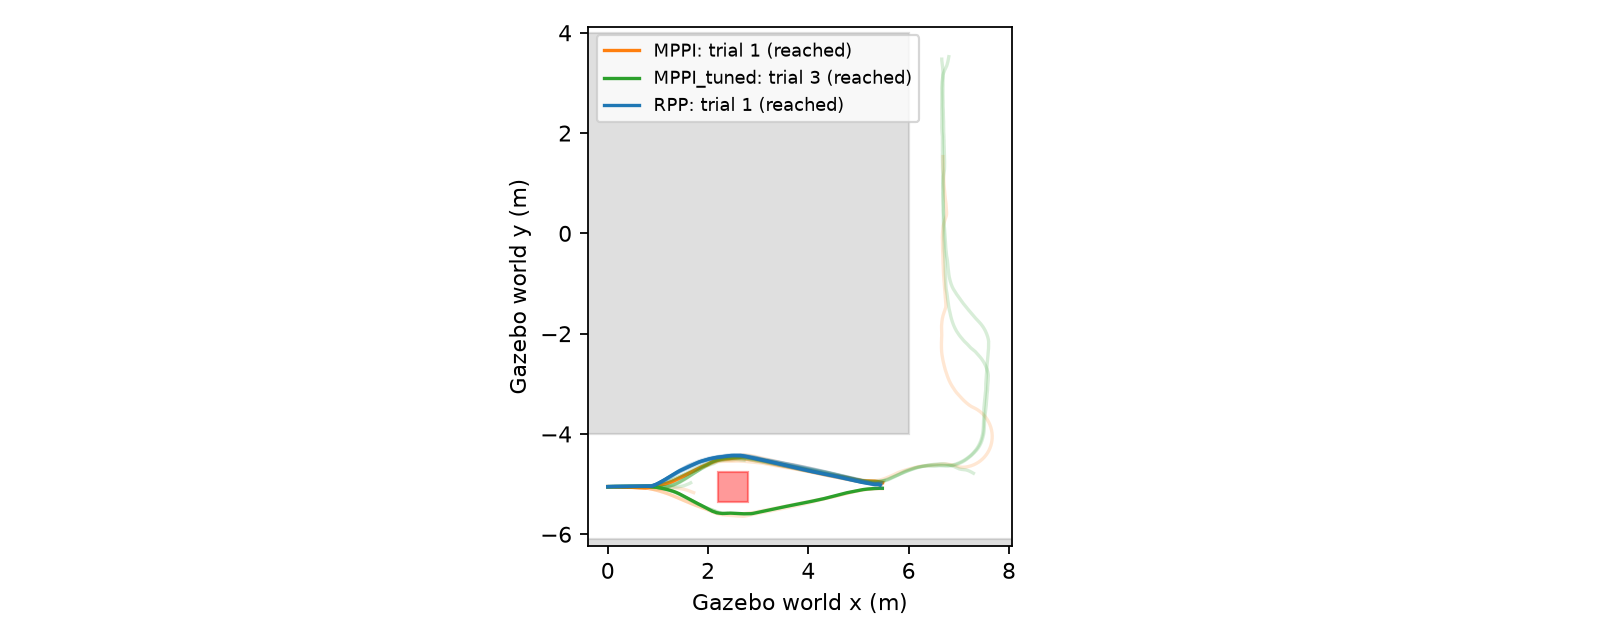 MPPI: trial 1 (reached)
MPPI_tuned: trial 3 (reached)
RPP: trial 1 (reached)
4
2
0
−2
−4
−6
Gazebo world y (m)
0 2 4 6 8
Gazebo world x (m)